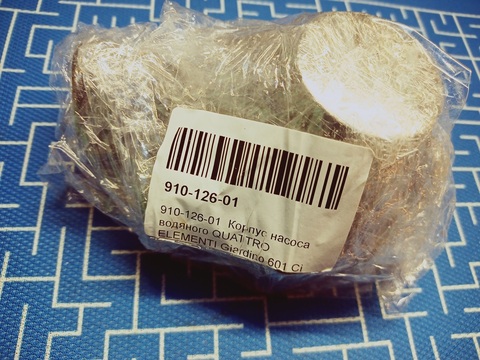 910-126-01
910-126-01 Корпус насоса
водяного QUATTRO
ELEMENTI Giardino 601 Ci